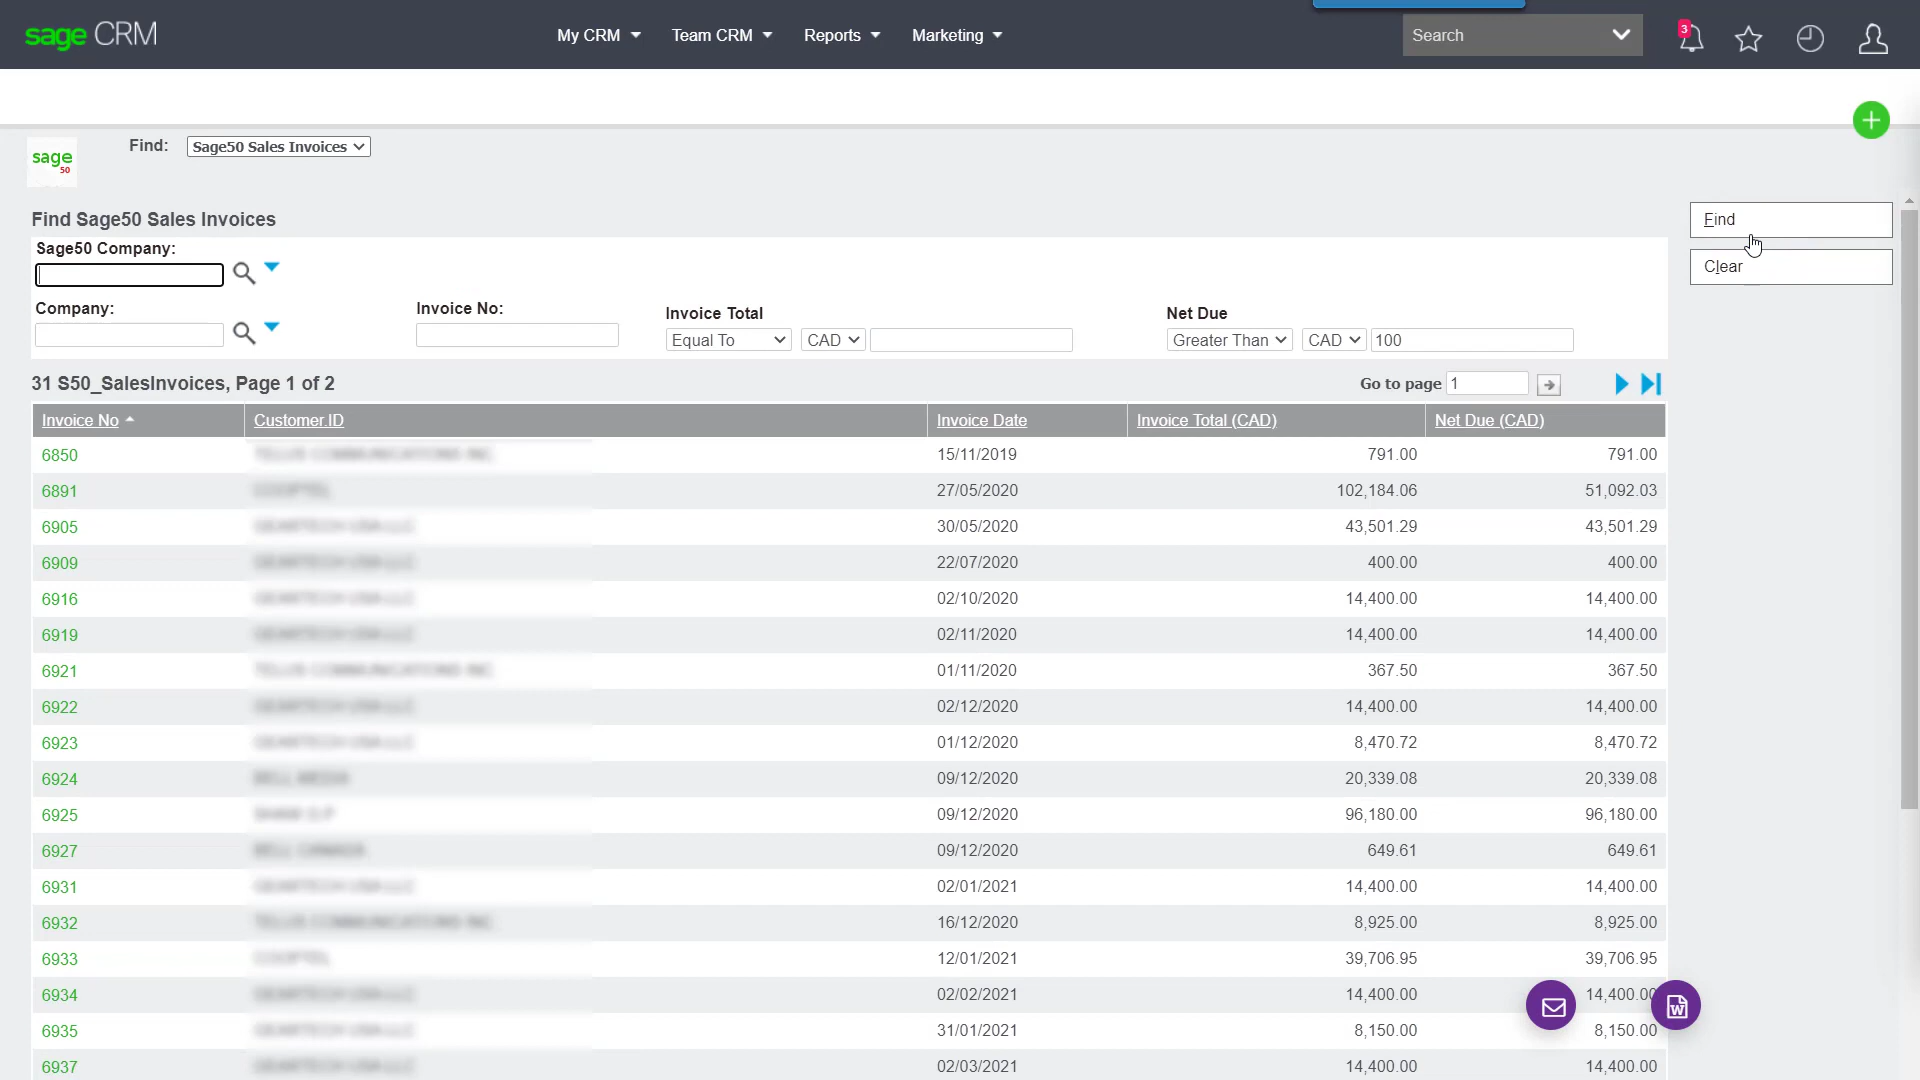 sage CRM
My CRM Team CRM Reports Marketing
Search
3
sage
50
Find: Sage50 Sales Invoices
Find Sage50 Sales Invoices
Find
Clear
Sage50 Company:
Company: Invoice No: Invoice Total Net Due
Equal To CAD Greater Than CAD 100
31 S50_SalesInvoices, Page 1 of 2 Go to page 1
Invoice No Customer.ID Invoice Date Invoice Total (CAD) Net Due (CAD)
6850 15/11/2019 791.00 791.00
6891 27/05/2020 102,184.06 51,092.03
6905 30/05/2020 43,501.29 43,501.29
6909 22/07/2020 400.00 400.00
6916 02/10/2020 14,400.00 14,400.00
6919 02/11/2020 14,400.00 14,400.00
6921 01/11/2020 367.50 367.50
6922 02/12/2020 14,400.00 14,400.00
6923 01/12/2020 8,470.72 8,470.72
6924 09/12/2020 20,339.08 20,339.08
6925 09/12/2020 96,180.00 96,180.00
6927 09/12/2020 649.61 649.61
6931 02/01/2021 14,400.00 14,400.00
6932 16/12/2020 8,925.00 8,925.00
6933 12/01/2021 39,706.95 39,706.95
6934 02/02/2021 14,400.00 14,400.00
6935 31/01/2021 8,150.00 8,150.00
6937 02/03/2021 14,400.00 14,400.00